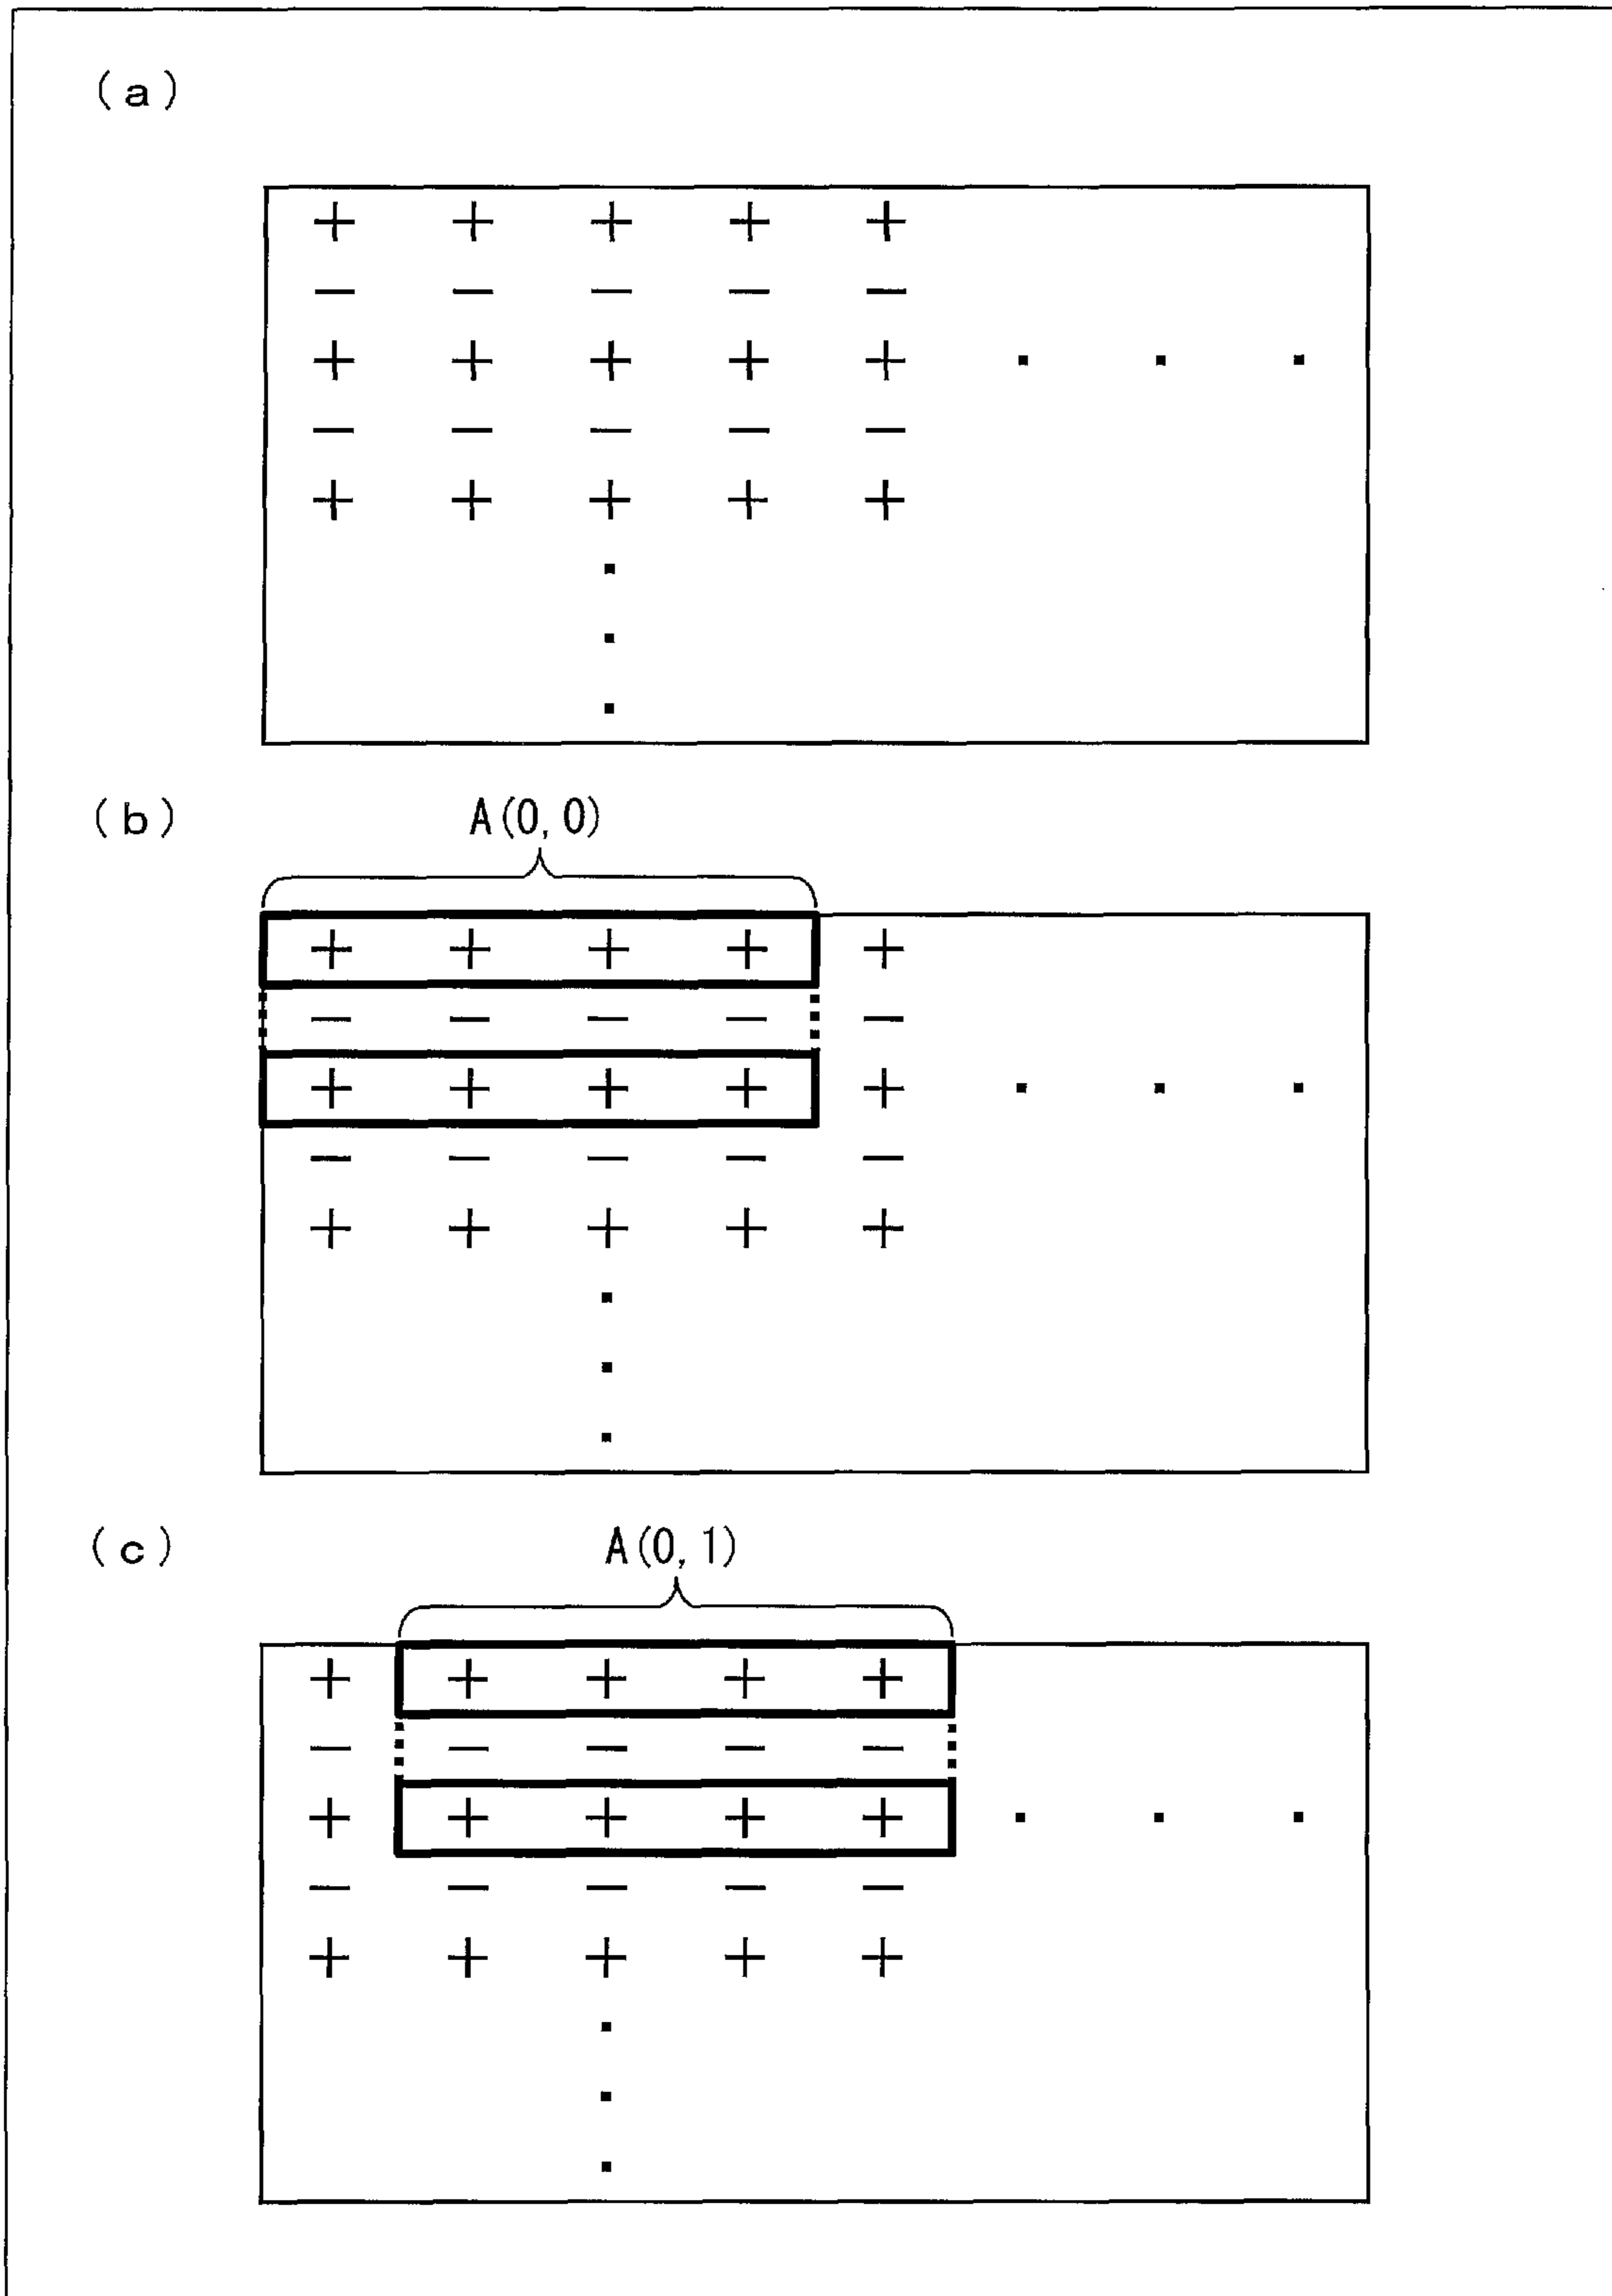 (a)
+ + + + +
− − − − −
+ + + + + . . .
− − − − −
+ + + + +
.
.
.
(b) A(0,0)
+ + + + +
− − − − −
+ + + + + . . .
− − − − −
+ + + + +
.
.
.
(c) A(0,1)
+ + + + +
− − − − −
+ + + + + . . .
− − − − −
+ + + + +
.
.
.